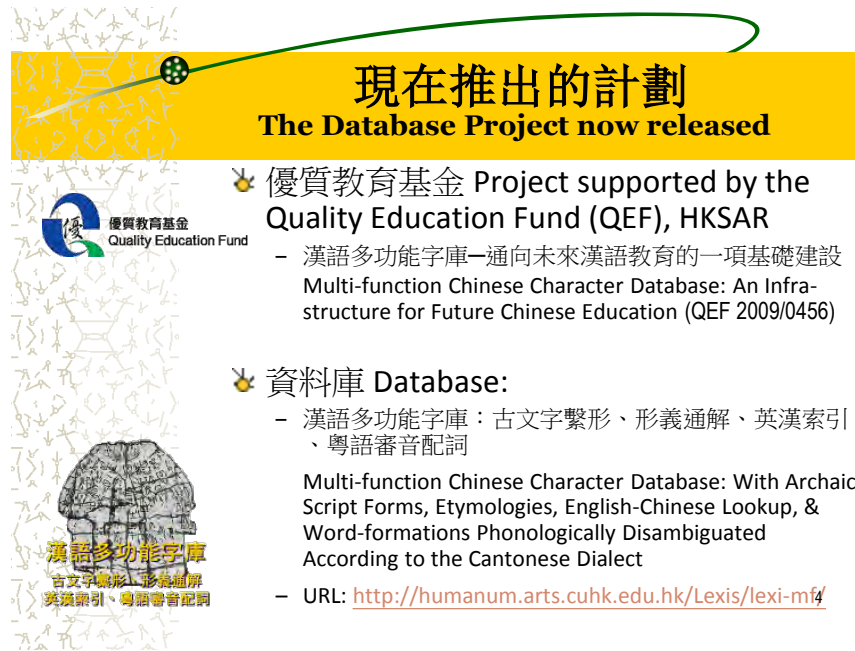 現在推出的計劃
The Database Project now released
優質教育基金 Project supported by the
Quality Education Fund (QEF), HKSAR
優
優質教育基金
Quality Education Fund
– 漢語多功能字庫─通向未來漢語教育的一項基礎建設
Multi-function Chinese Character Database: An Infra-
structure for Future Chinese Education (QEF 2009/0456)
資料庫 Database:
– 漢語多功能字庫：古文字繫形、形義通解、英漢索引
、粵語審音配詞
Multi-function Chinese Character Database: With Archaic
Script Forms, Etymologies, English-Chinese Lookup, &
Word-formations Phonologically Disambiguated
According to the Cantonese Dialect
– URL: http://humanum.arts.cuhk.edu.hk/Lexis/lexi-mf/
4
漢語多功能字庫
古文字繫形、形義通解
英漢索引、粵語審音配詞